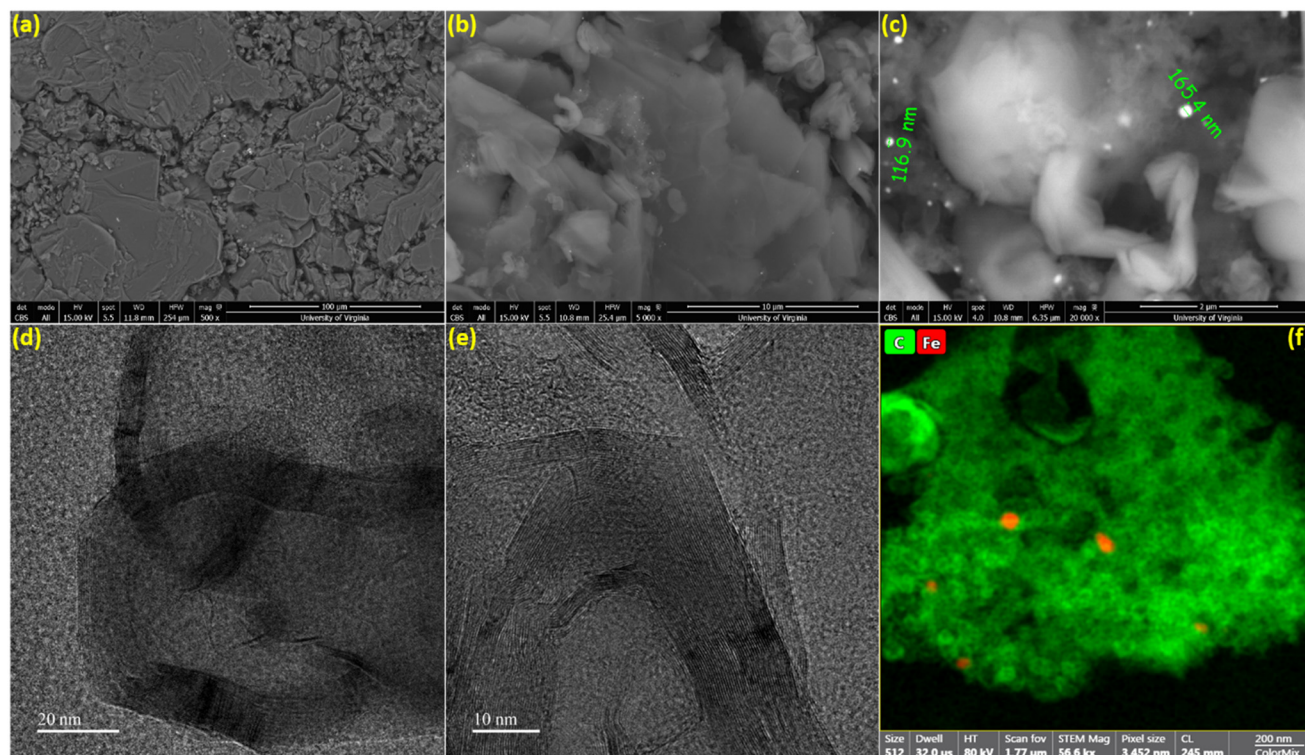 (a)
det mode HV spot WD HFW mag 100 µm
CBS All 15.00 kV 5.5 11.8 mm 254 µm 500 x University of Virginia
(b)
det mode HV spot WD HFW mag 10 µm
CBS All 15.00 kV 5.5 10.8 mm 25.4 µm 5 000 x University of Virginia
(c)
116.9 nm
165.4 nm
det mode HV spot WD HFW mag 2 µm
CBS All 15.00 kV 4.0 10.8 mm 6.35 µm 20 000 x University of Virginia
(d)
20 nm
(e)
10 nm
(f)
C Fe
Size Dwell HT Scan fov STEM Mag Pixel size CL 200 nm
512 32.0 us 80 kV 1.77 µm 56.6 kx 3.452 nm 245 mm ColorMix